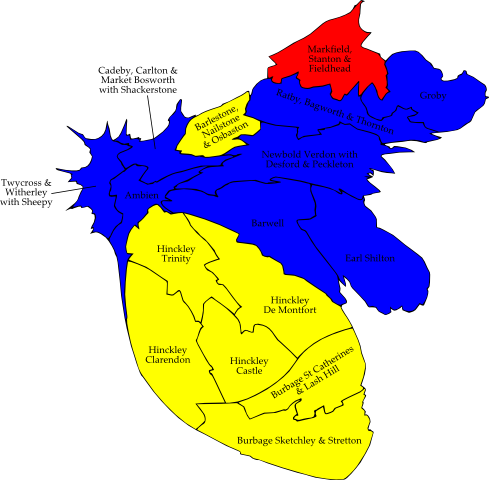 Markfield,
Stanton &
Fieldhead
Cadeby, Carlton &
Market Bosworth
with Shackerstone
Groby
Ratby, Bagworth & Thornton
Barlestone,
Nailstone
& Osbaston
Newbold Verdon with
Desford & Peckleton
Twycross &
Witherley
with Sheepy
Ambien
Barwell
Earl Shilton
Hinckley
Trinity
Hinckley
De Montfort
Hinckley
Clarendon
Hinckley
Castle
Burbage St Catherines
& Lash Hill
Burbage Sketchley & Stretton